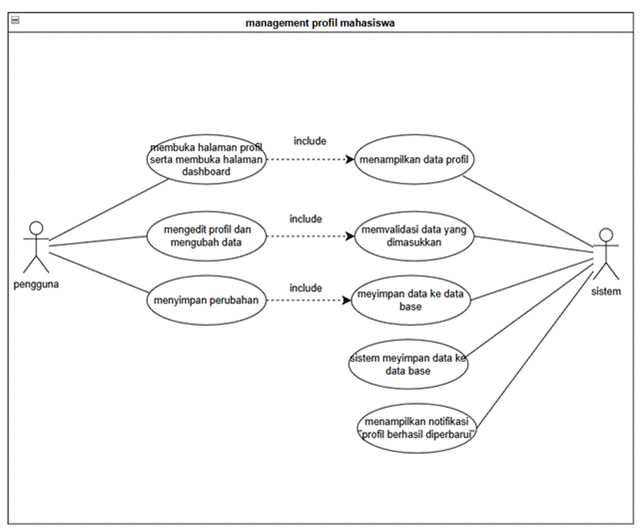 management profil mahasiswa
membuka halaman profil
serta membuka halaman
dashboard
include
menampilkan data profil
mengedit profil dan
mengubah data
include
memvalidasi data yang
dimasukkan
pengguna
sistem
menyimpan perubahan
include
meyimpan data ke data
base
sistem meyimpan data ke
data base
menampilkan notifikasi
"profil berhasil diperbarui"